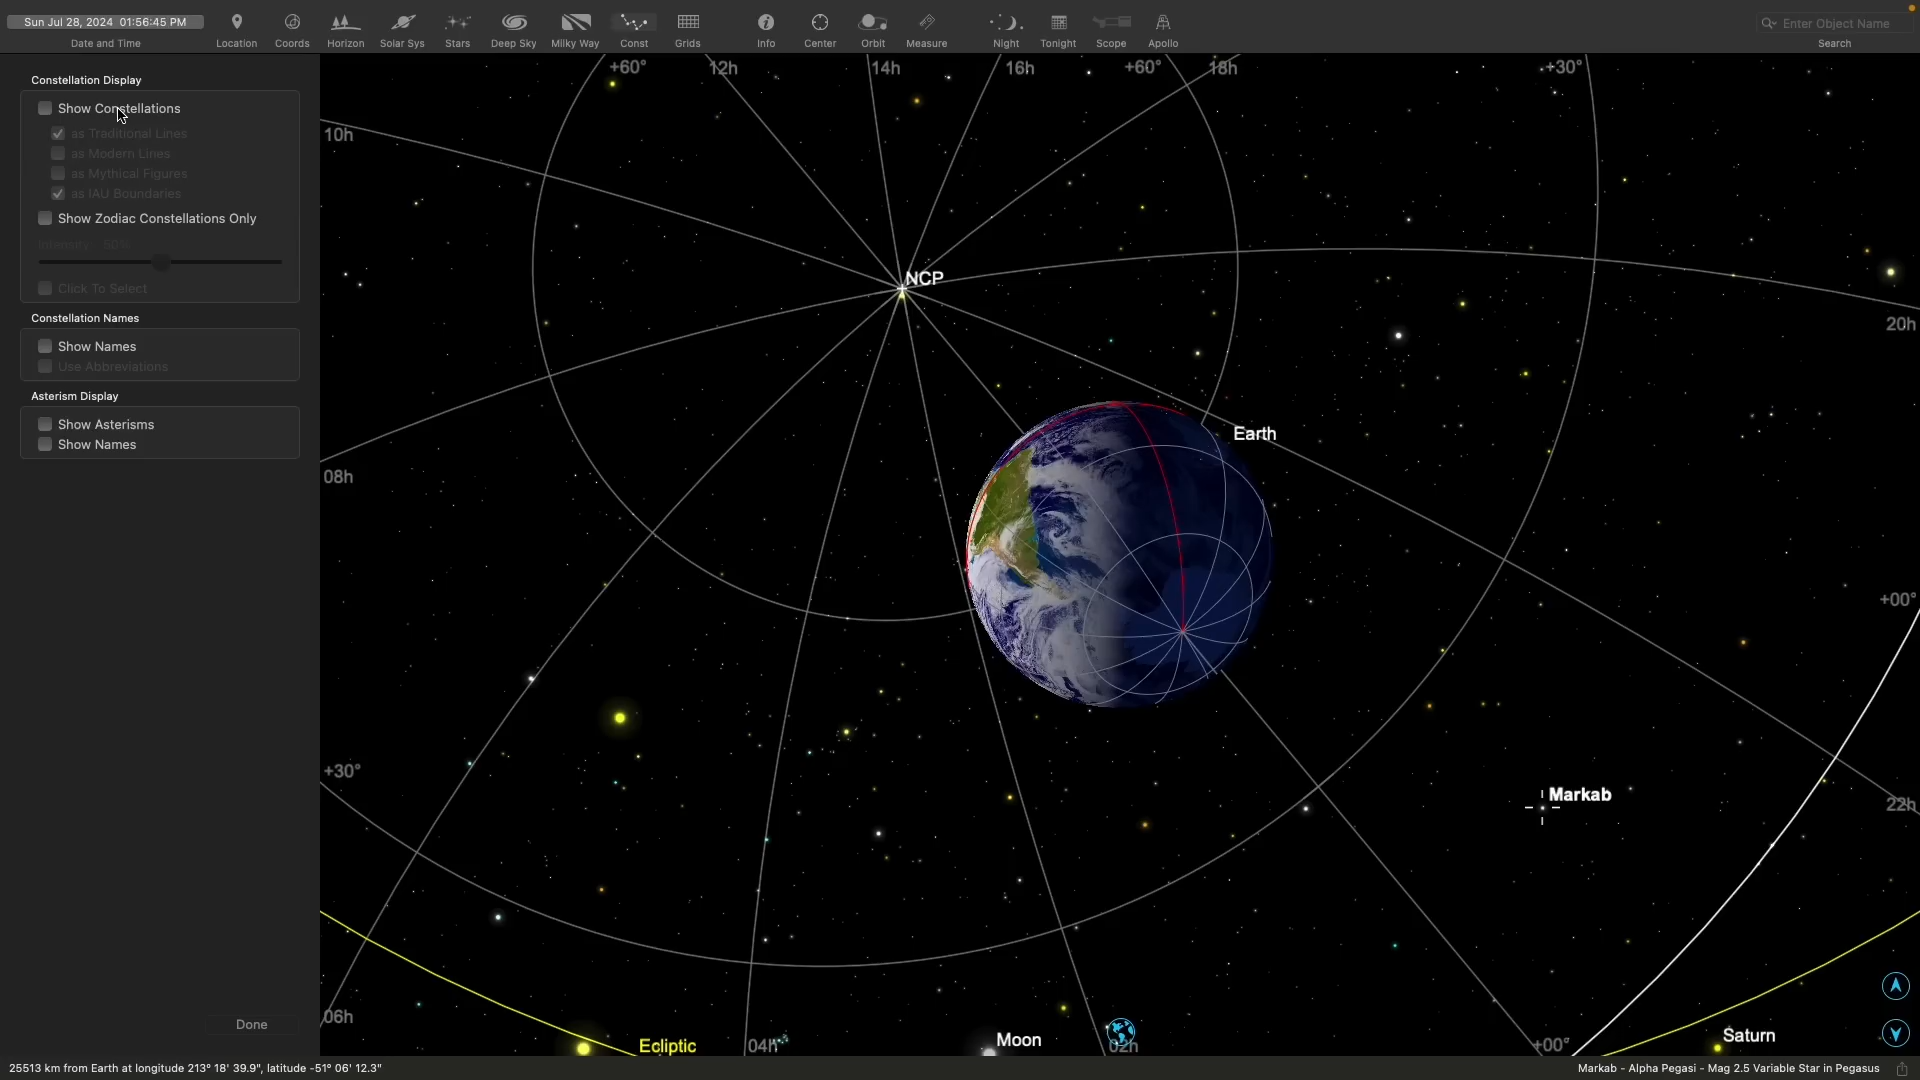 Sun Jul 28, 2024 01:56:45 PM
Date and Time
Location
Coords
Horizon
Solar Sys
Stars
Deep Sky
Milky Way
Const
Grids
Info
Center
Orbit
Measure
Night
Tonight
Scope
Apollo
Enter Object Name
Search
Constellation Display
Show Constellations
as Traditional Lines
as Modern Lines
as Mythical Figures
as IAU Boundaries
Show Zodiac Constellations Only
Intensity: 50%
Click To Select
Constellation Names
Show Names
Use Abbreviations
Asterism Display
Show Asterisms
Show Names
Done
+60°
12h
14h
16h
+60°
18h
+30°
10h
NCP
20h
Earth
08h
+00°
+30°
Markab
22h
06h
Ecliptic
04h
Moon
02h
+00°
Saturn
25513 km from Earth at longitude 213° 18' 39.9", latitude -51° 06' 12.3"
Markab - Alpha Pegasi - Mag 2.5 Variable Star in Pegasus